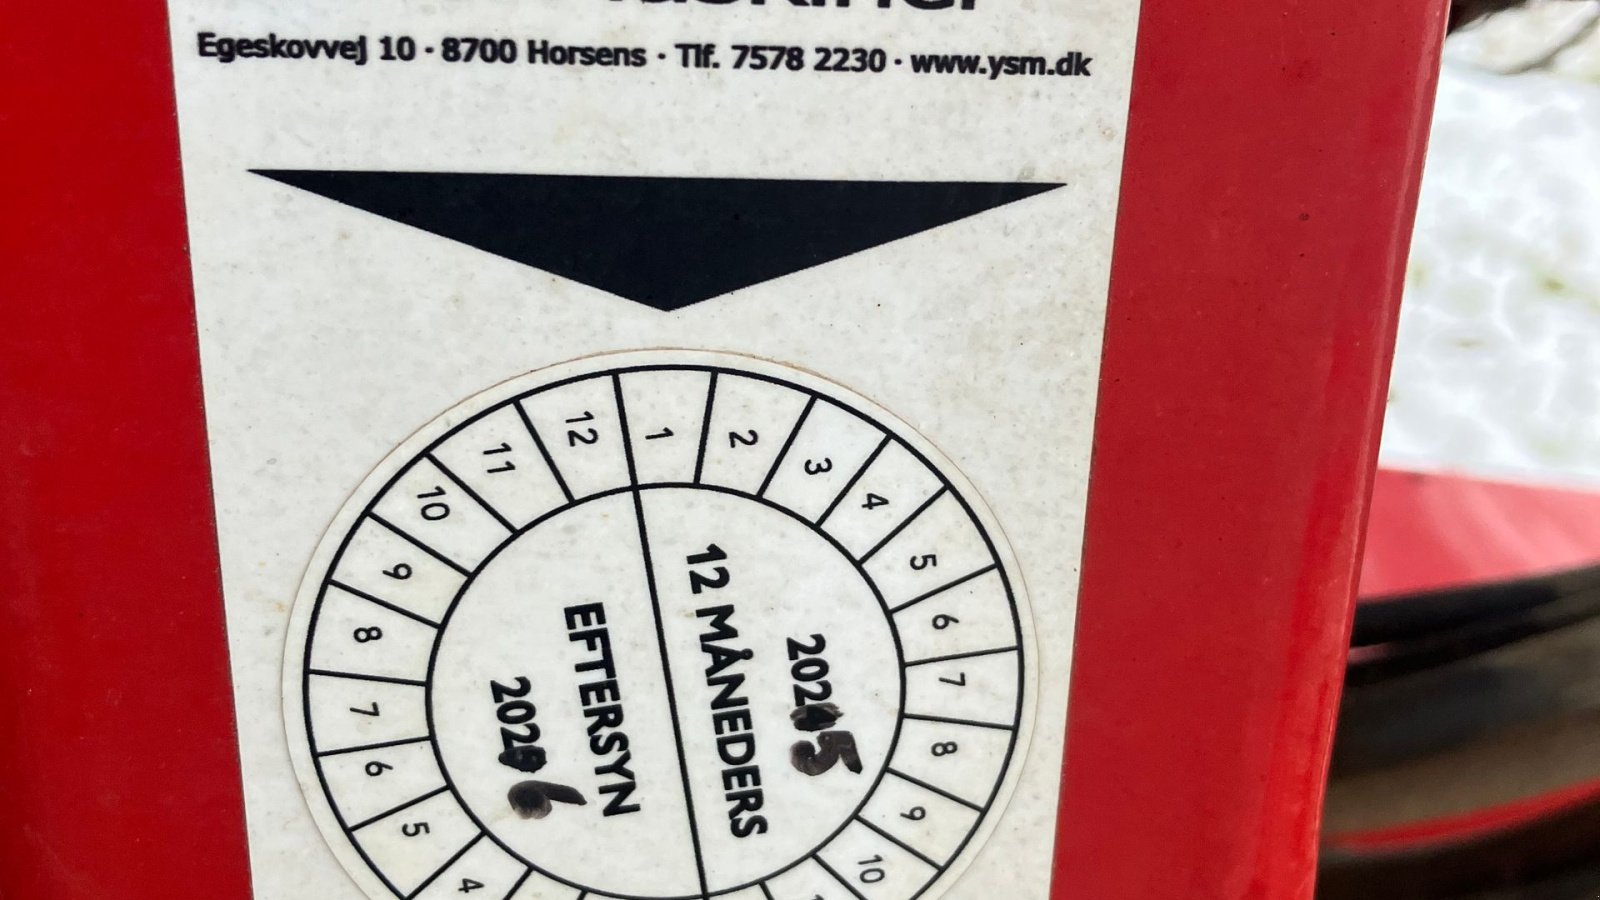 Egeskovvej 10 · 8700 Horsens · Tlf. 7578 2230 · www.ysm.dk
12 1 2 3 4 5 6 7 8 9 10
11 10 9 8 7 6 5 4
2025
12 MÅNEDERS
EFTERSYN
2026